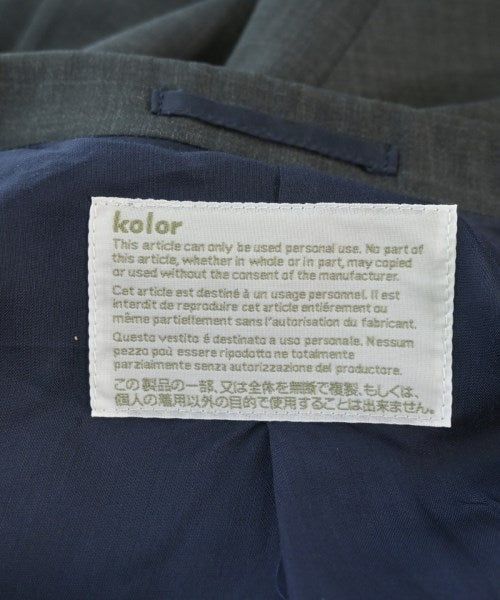 kolor
This article can only be used personal use. No part of
this article, whether in whole or in part, may copied
or used without the consent of the manufacturer.
Cet article est destiné à un usage personnel. Il est
interdit de reproduire cet article entiérement ou
même partiellement sans l'autorisation du fabricant.
Questo vestito é destinato a uso personale. Nessum
pezzo può essere ripodotto ne totalmente
parzialmente senza autorizzazione del productore.
この製品の一部、又は全体を無断で複製、もしくは、
個人の着用以外の目的で使用することは出来ません。